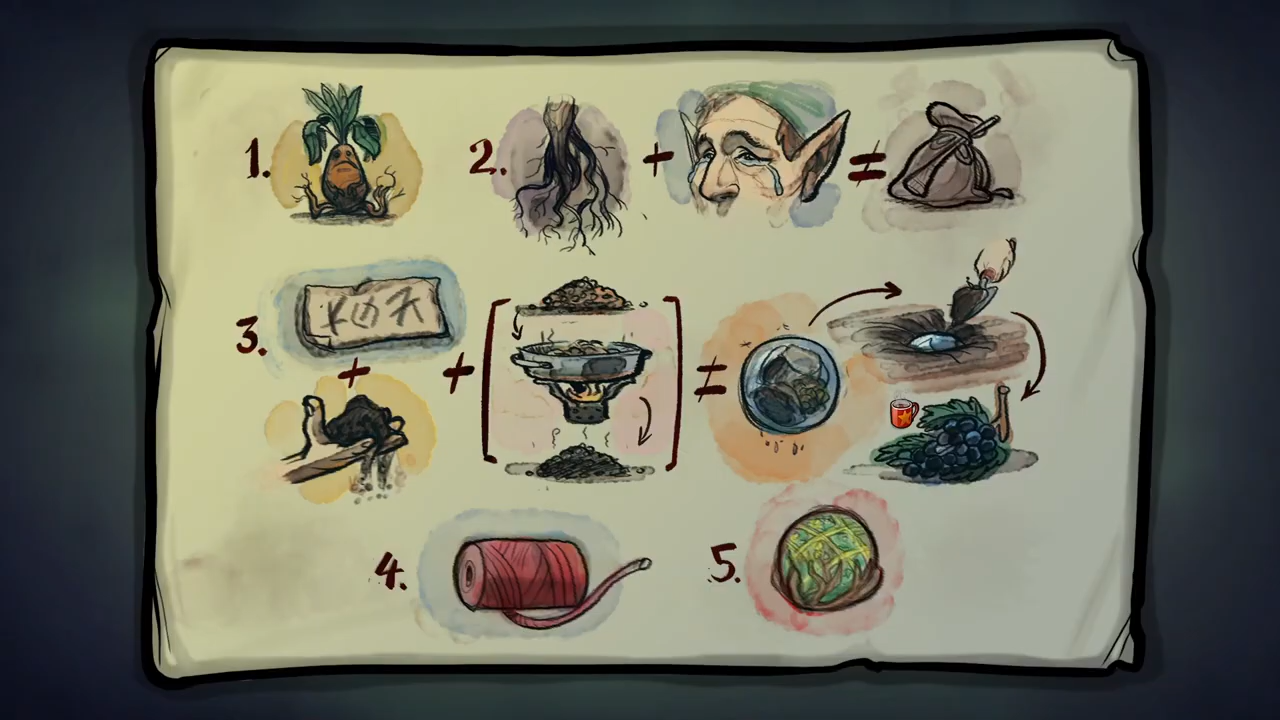 1.
2. + =
3. + + [ ] =
4.
5.